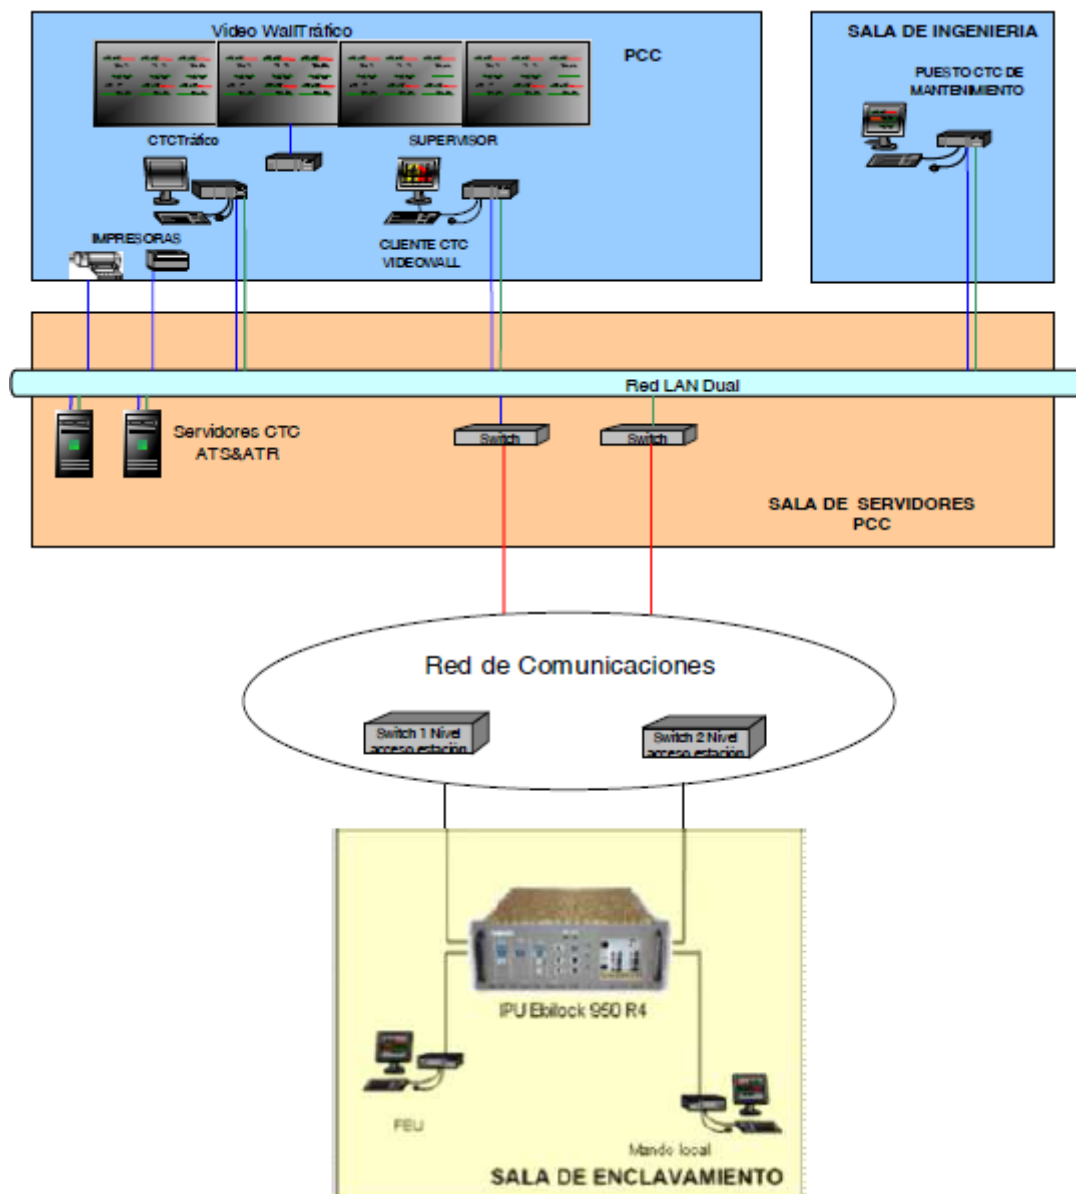 Video WallTráfico
PCC
CTCTráfico
SUPERVISOR
IMPRESORAS
CLIENTE CTC
VIDEOWALL
SALA DE INGENIERIA
PUESTO CTC DE
MANTENIMIENTO
Red LAN Dual
Servidores CTC
ATS&ATR
Switch
Switch
SALA DE SERVIDORES
PCC
Red de Comunicaciones
Switch 1 Nivel
acceso estación
Switch 2 Nivel
acceso estación
IPU Ebilock 950 R4
FEU
Mando local
SALA DE ENCLAVAMIENTO